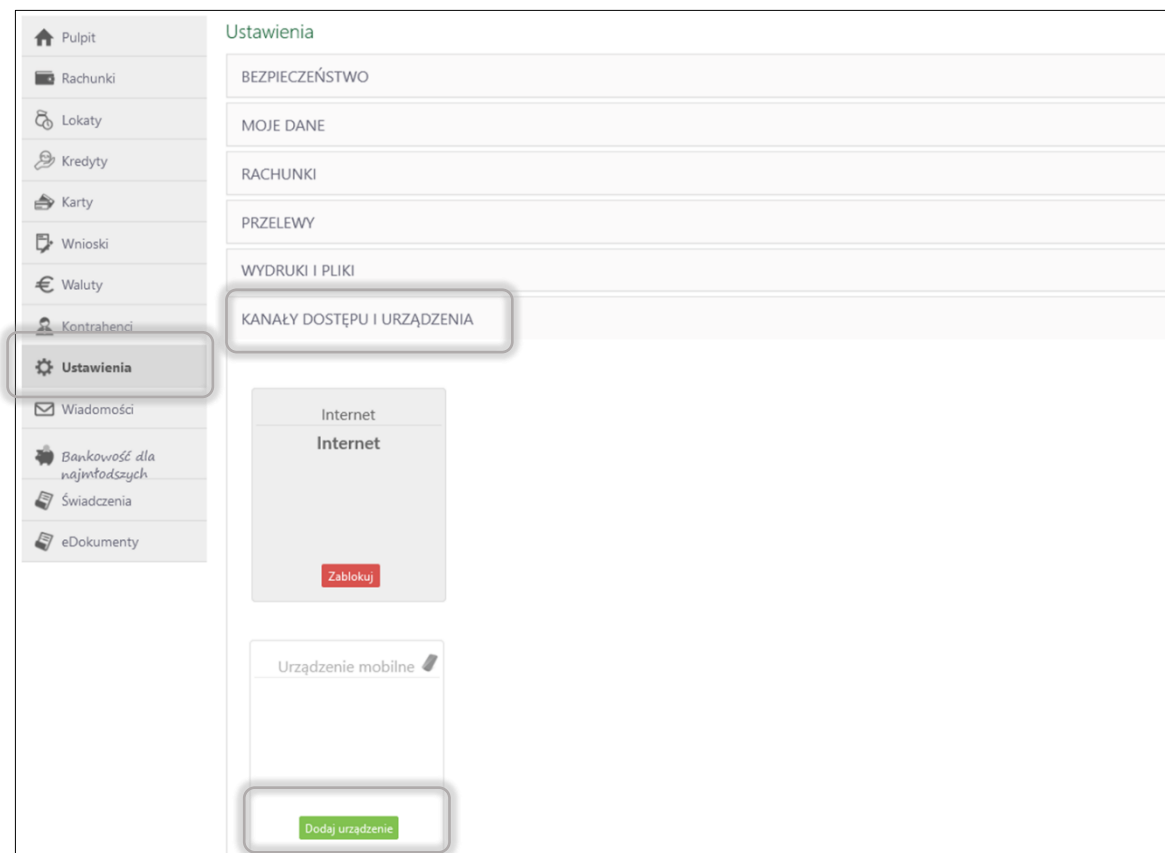 Pulpit
Rachunki
Lokaty
Kredyty
Karty
Wnioski
Waluty
Kontrahenci
Ustawienia
Wiadomości
Bankowość dla
najmłodszych
Świadczenia
eDokumenty
Ustawienia
BEZPIECZEŃSTWO
MOJE DANE
RACHUNKI
PRZELEWY
WYDRUKI I PLIKI
KANAŁY DOSTĘPU I URZĄDZENIA
Internet
Internet
Zablokuj
Urządzenie mobilne
Dodaj urządzenie